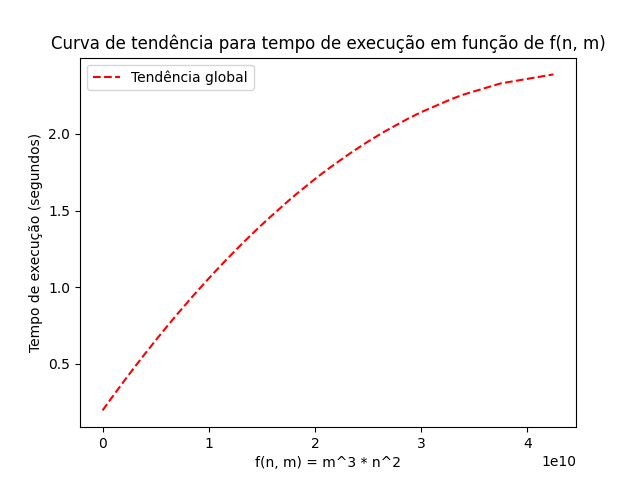 Curva de tendência para tempo de execução em função de f(n, m)
Tendência global
Tempo de execução (segundos)
2.0
1.5
1.0
0.5
0 1 2 3 4
1e10
f(n, m) = m^3 * n^2